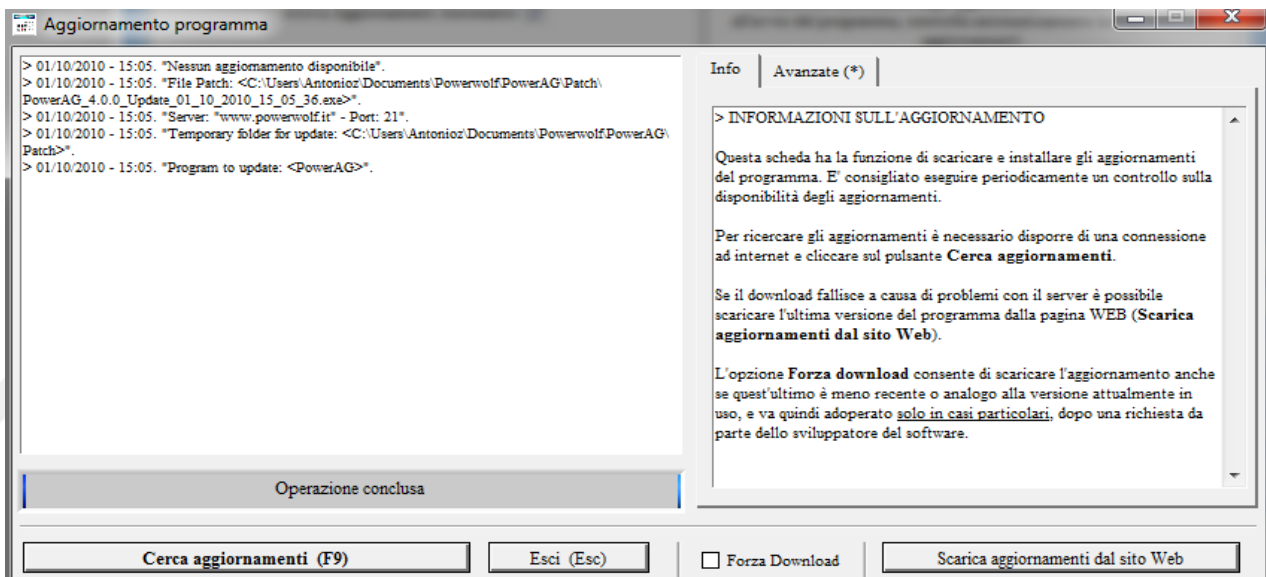 Aggiornamento programma
> 01/10/2010 - 15:05. "Nessun aggiornamento disponibile".
> 01/10/2010 - 15:05. "File Patch: <C:\Users\Antonioz\Documents\Powerwolf\PowerAG\Patch\
PowerAG_4.0.0_Update_01_10_2010_15_05_36.exe>".
> 01/10/2010 - 15:05. "Server: "www.powerwolf.it" - Port: 21".
> 01/10/2010 - 15:05. "Temporary folder for update: <C:\Users\Antonioz\Documents\Powerwolf\PowerAG\
Patch>".
> 01/10/2010 - 15:05. "Program to update: <PowerAG>".
Operazione conclusa
Info
Avanzate (*)
> INFORMAZIONI SULL'AGGIORNAMENTO
Questa scheda ha la funzione di scaricare e installare gli aggiornamenti
del programma. E' consigliato eseguire periodicamente un controllo sulla
disponibilità degli aggiornamenti.
Per ricercare gli aggiornamenti è necessario disporre di una connessione
ad internet e cliccare sul pulsante Cerca aggiornamenti.
Se il download fallisce a causa di problemi con il server è possibile
scaricare l'ultima versione del programma dalla pagina WEB (Scarica
aggiornamenti dal sito Web).
L'opzione Forza download consente di scaricare l'aggiornamento anche
se quest'ultimo è meno recente o analogo alla versione attualmente in
uso, e va quindi adoperato solo in casi particolari, dopo una richiesta da
parte dello sviluppatore del software.
Cerca aggiornamenti (F9)
Esci (Esc)
Forza Download
Scarica aggiornamenti dal sito Web